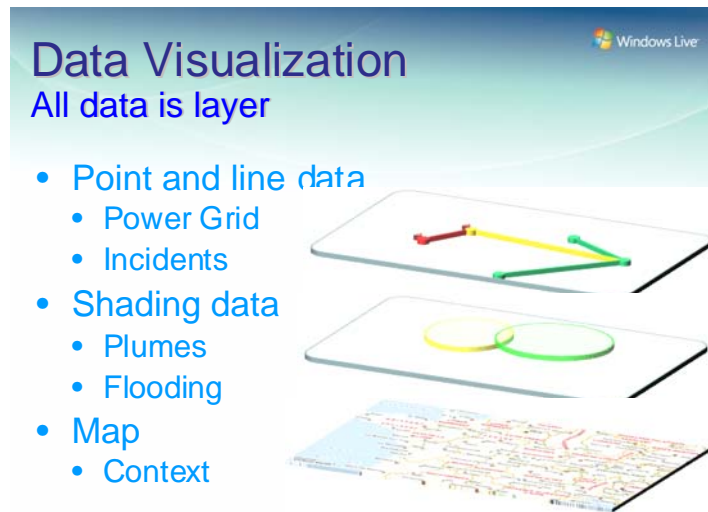 Windows Live
Data Visualization
All data is layer
• Point and line data
• Power Grid
• Incidents
• Shading data
• Plumes
• Flooding
• Map
• Context